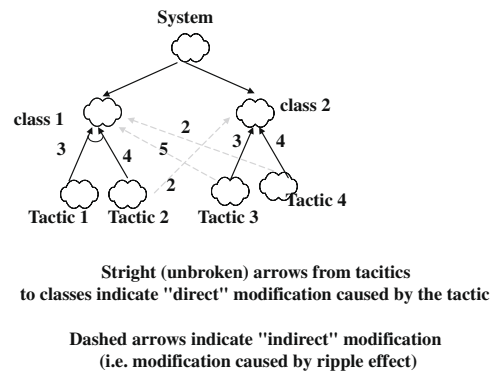 System
class 1
class 2
2
3
4
5
3
4
2
Tactic 1
Tactic 2
Tactic 3
Tactic 4
Stright (unbroken) arrows from tacitics
to classes indicate "direct" modification caused by the tactic
Dashed arrows indicate "indirect" modification
(i.e. modification caused by ripple effect)